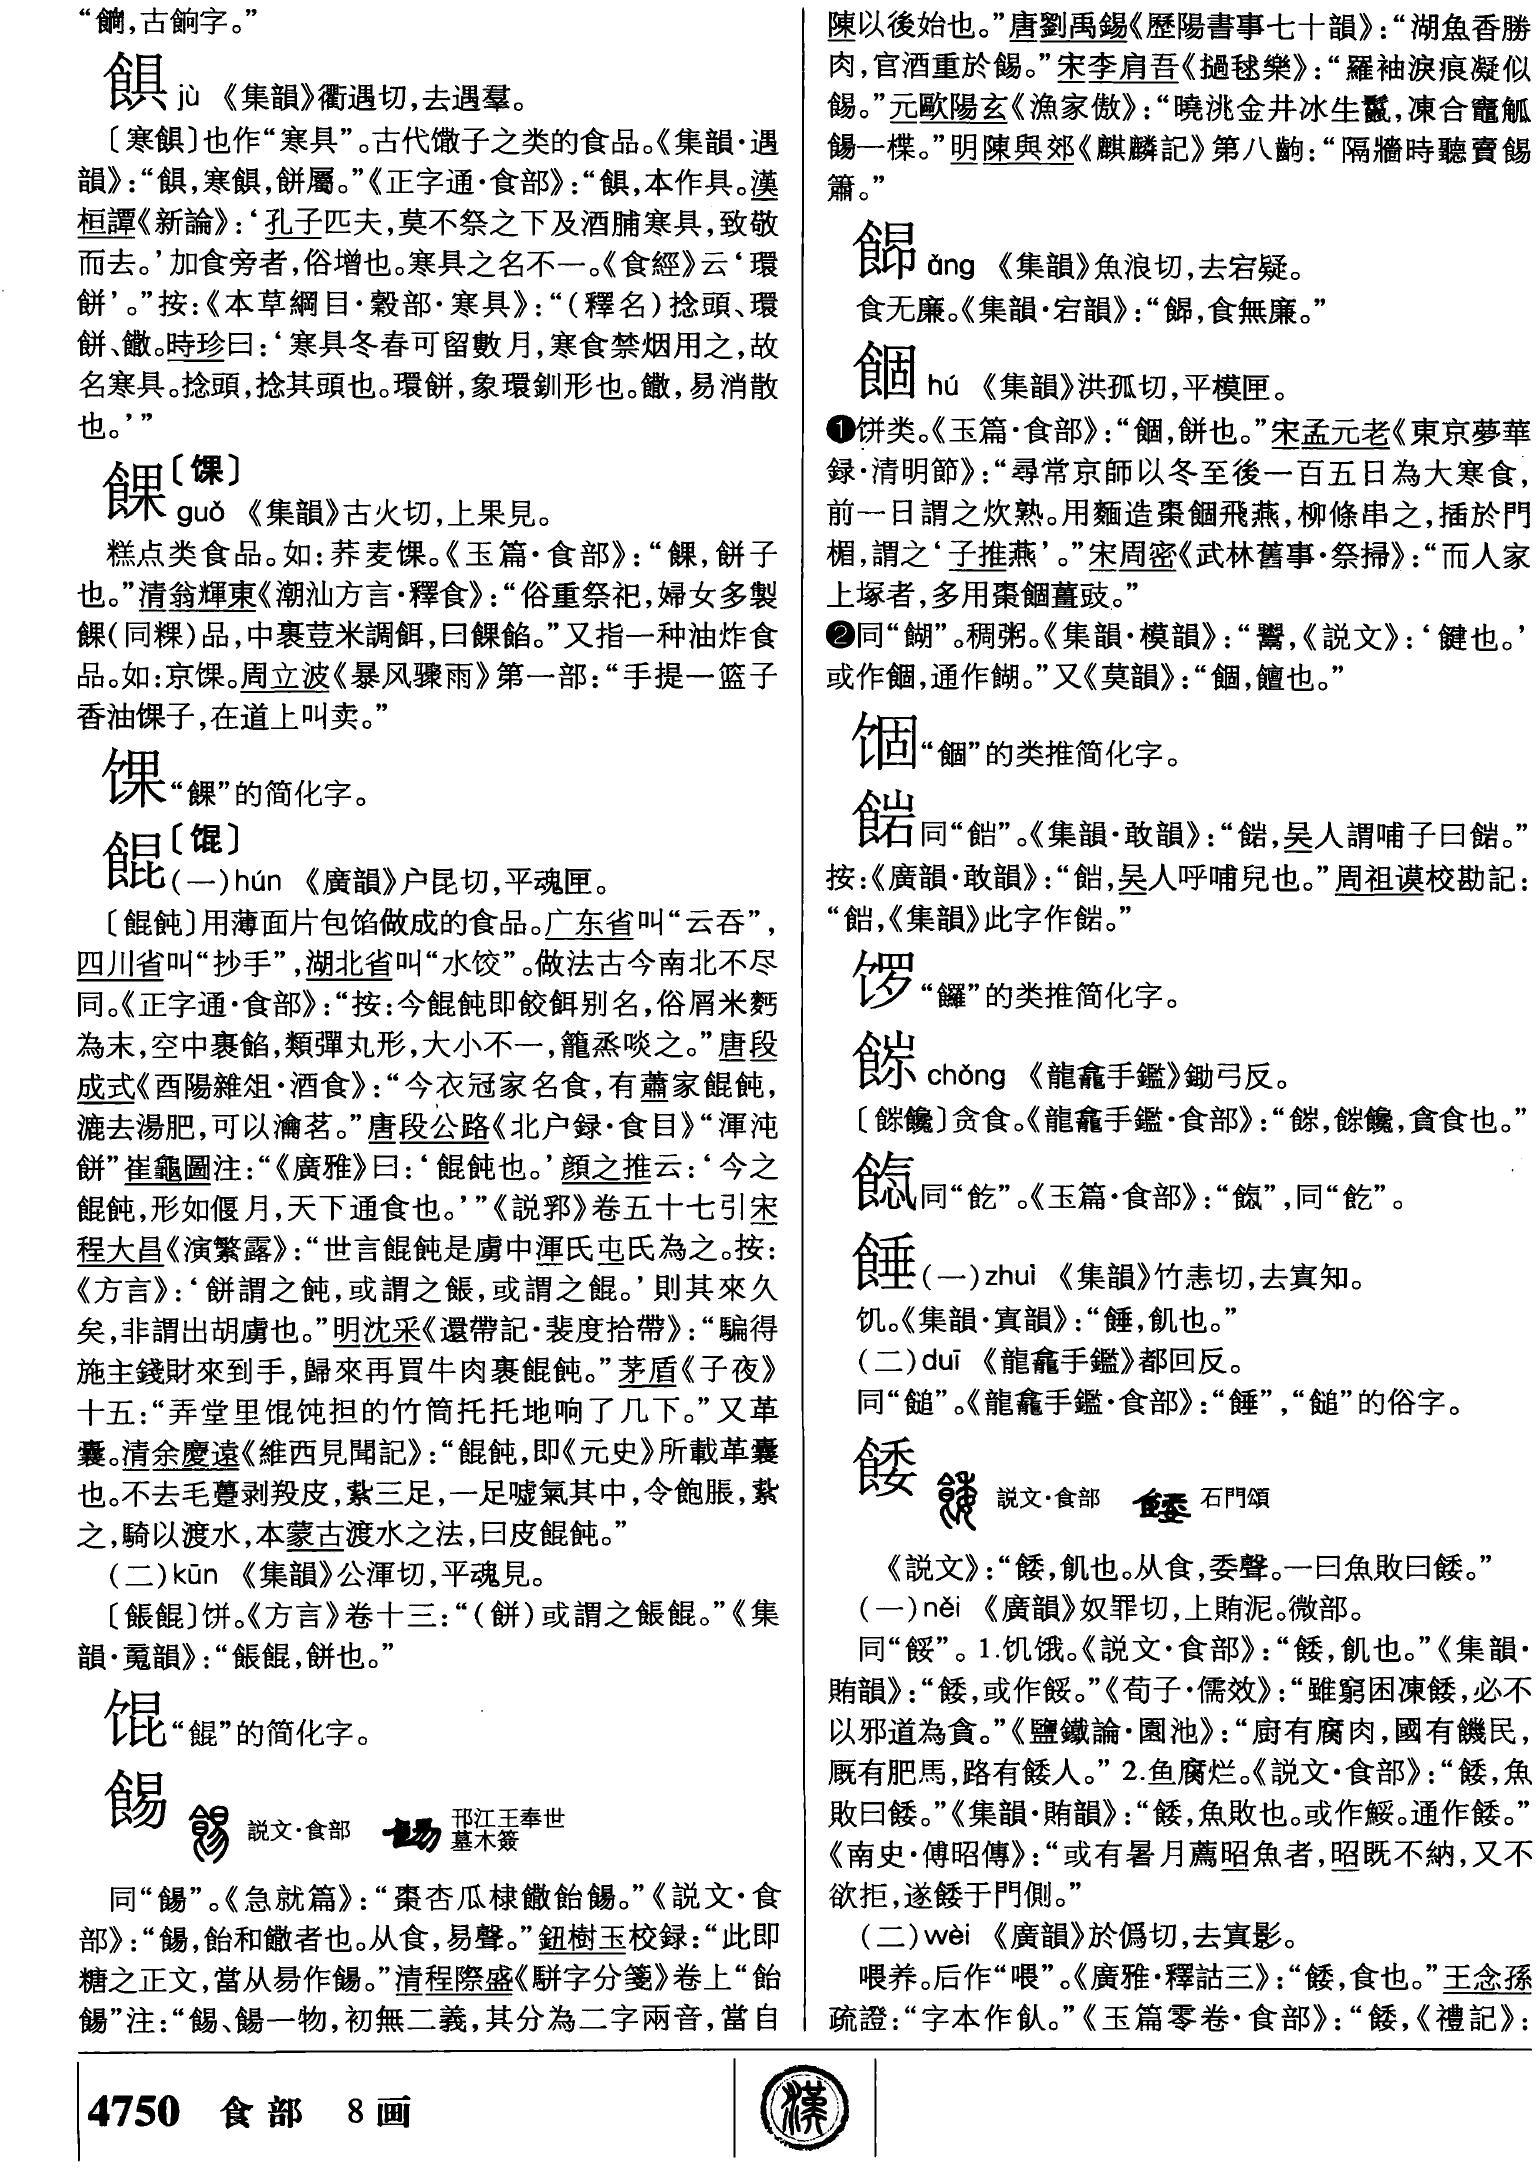 “餉,古餉字。”
jù 《集韻》衢遇切,去遇羣。
〔寒䬰〕也作“寒具”。古代馓子之类的食品。《集韻·遇
韻》:“䬰,寒䬰,餅屬。”《正字通·食部》:“䬰,本作具。漢
桓譚《新論》:‘孔子匹夫,莫不祭之下及酒脯寒具,致敬
而去。’加食旁者,俗增也。寒具之名不一。《食經》云‘環
餅’。”按:《本草綱目·穀部·寒具》:“(釋名)捻頭、環
餅、饊。時珍曰:‘寒具冬春可留數月,寒食禁烟用之,故
名寒具。捻頭,捻其頭也。環餅,象環釧形也。饊,易消散
也。’”
餜〔馃〕
guǒ 《集韻》古火切,上果見。
糕点类食品。如:荞麦馃。《玉篇·食部》:“餜,餅子
也。”清翁輝東《潮汕方言·釋食》:“俗重祭祀,婦女多製
餜(同粿)品,中裹荳米調餌,曰餜餡。”又指一种油炸食
品。如:京馃。周立波《暴风骤雨》第一部:“手提一篮子
香油馃子,在道上叫卖。”
馃“餜”的简化字。
餛〔馄〕
(一)hún 《廣韻》户昆切,平魂匣。
〔餛飩〕用薄面片包馅做成的食品。广东省叫“云吞”,
四川省叫“抄手”,湖北省叫“水饺”。做法古今南北不尽
同。《正字通·食部》:“按:今餛飩即餃餌别名,俗屑米麪
為末,空中裹餡,類彈丸形,大小不一,籠烝啖之。”唐段
成式《酉陽雜俎·酒食》:“今衣冠家名食,有蕭家餛飩,
漉去湯肥,可以瀹茗。”唐段公路《北户録·食目》“渾沌
餅”崔龜圖注:“《廣雅》曰:‘餛飩也。’顔之推云:‘今之
餛飩,形如偃月,天下通食也。’”《説郛》卷五十七引宋
程大昌《演繁露》:“世言餛飩是虜中渾氏屯氏為之。按:
《方言》:‘餅謂之飩,或謂之餦,或謂之餛。’則其來久
矣,非謂出胡虜也。”明沈采《還帶記·裴度拾帶》:“騙得
施主錢財來到手,歸來再買牛肉裹餛飩。”茅盾《子夜》
十五:“弄堂里馄饨担的竹筒托托地响了几下。”又革
囊。清余慶遠《維西見聞記》:“餛飩,即《元史》所載革囊
也。不去毛躉剥羖皮,紮三足,一足嘘氣其中,令飽脹,紮
之,騎以渡水,本蒙古渡水之法,曰皮餛飩。”
(二)kūn 《集韻》公渾切,平魂見。
〔餦餛〕饼。《方言》卷十三:“(餅)或謂之餦餛。”《集
韻·䰟韻》:“餦餛,餅也。”
馄“餛”的简化字。
餳 説文·食部 邗江王奉世
墓木簽
同“餳”。《急就篇》:“棗杏瓜棣饊飴餳。”《説文·食
部》:“餳,飴和饊者也。从食,易聲。”鈕樹玉校録:“此即
糖之正文,當从昜作餳。”清程際盛《駢字分箋》卷上“飴
餳”注:“餳、餳一物,初無二義,其分為二字兩音,當自
陳以後始也。”唐劉禹錫《歷陽書事七十韻》:“湖魚香勝
肉,官酒重於餳。”宋李肩吾《撾毬樂》:“羅袖淚痕凝似
餳。”元歐陽玄《漁家傲》:“曉洮金井冰生鬣,凍合竈觚
餳一楪。”明陳與郊《麒麟記》第八齣:“隔牆時聽賣餳
簫。”
ǎng 《集韻》魚浪切,去宕疑。
食无廉。《集韻·宕韻》:“䭹,食無廉。”
餬 hú 《集韻》洪孤切,平模匣。
❶饼类。《玉篇·食部》:“䭅,餅也。”宋孟元老《東京夢華
録·清明節》:“尋常京師以冬至後一百五日為大寒食,
前一日謂之炊熟。用麵造棗䭅飛燕,柳條串之,插於門
楣,謂之‘子推燕’。”宋周密《武林舊事·祭掃》:“而人家
上塚者,多用棗䭅薑豉。”
❷同“餬”。稠粥。《集韻·模韻》:“鬻,《説文》:‘鍵也。’
或作䭅,通作餬。”又《莫韻》:“䭅,饘也。”
“䭅”的类推简化字。
同“䬬”。《集韻·敢韻》:“䭆,吴人謂哺子曰䭆。”
按:《廣韻·敢韻》:“䬬,吴人呼哺兒也。”周祖谟校勘記:
“䬬,《集韻》此字作䭆。”
饠“饠”的类推简化字。
chǒng 《龍龕手鑑》鋤弓反。
〔䭗饞〕贪食。《龍龕手鑑·食部》:“䭗,䭗饞,貪食也。”
同“飥”。《玉篇·食部》:“䭀”,同“飥”。
錘(一)zhuì 《集韻》竹恚切,去寘知。
饥。《集韻·寘韻》:“䭔,飢也。”
(二)duī 《龍龕手鑑》都回反。
同“䭔”。《龍龕手鑑·食部》:“䬷”,“䭔”的俗字。
餧 説文·食部 石門頌
《説文》:“餧,飢也。从食,委聲。一曰魚敗曰餧。”
(一)něi 《廣韻》奴罪切,上賄泥。微部。
同“餒”。1.饥饿。《説文·食部》:“餧,飢也。”《集韻·
賄韻》:“餧,或作餒。”《荀子·儒效》:“雖窮困凍餧,必不
以邪道為貪。”《鹽鐵論·園池》:“廚有腐肉,國有饑民,
厩有肥馬,路有餧人。”2.鱼腐烂。《説文·食部》:“餧,魚
敗曰餧。”《集韻·賄韻》:“餧,魚敗也。或作鮾。通作餧。”
《南史·傅昭傳》:“或有暑月薦昭魚者,昭既不納,又不
欲拒,遂餧于門側。”
(二)wèi 《廣韻》於僞切,去寘影。
喂养。后作“喂”。《廣雅·釋詁三》:“餧,食也。”王念孫
疏證:“字本作飤。”《玉篇零卷·食部》:“餧,《禮記》:
4750 食部 8画
漢